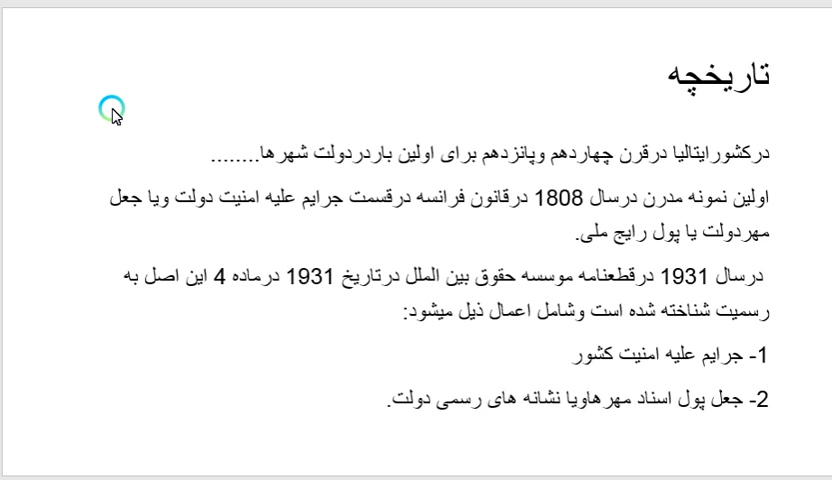 تاریخچه
درکشورایتالیا درقرن چهاردهم وپانزدهم برای اولین باردردولت شهرها........
اولین نمونه مدرن درسال 1808 درقانون فرانسه درقسمت جرایم علیه امنیت دولت ویا جعل
مهردولت یا پول رایج ملی.
درسال 1931 درقطعنامه موسسه حقوق بین الملل درتاریخ 1931 درماده 4 این اصل به
رسمیت شناخته شده است وشامل اعمال ذیل میشود:
1- جرایم علیه امنیت کشور
2- جعل پول اسناد مهرهاویا نشانه های رسمی دولت.